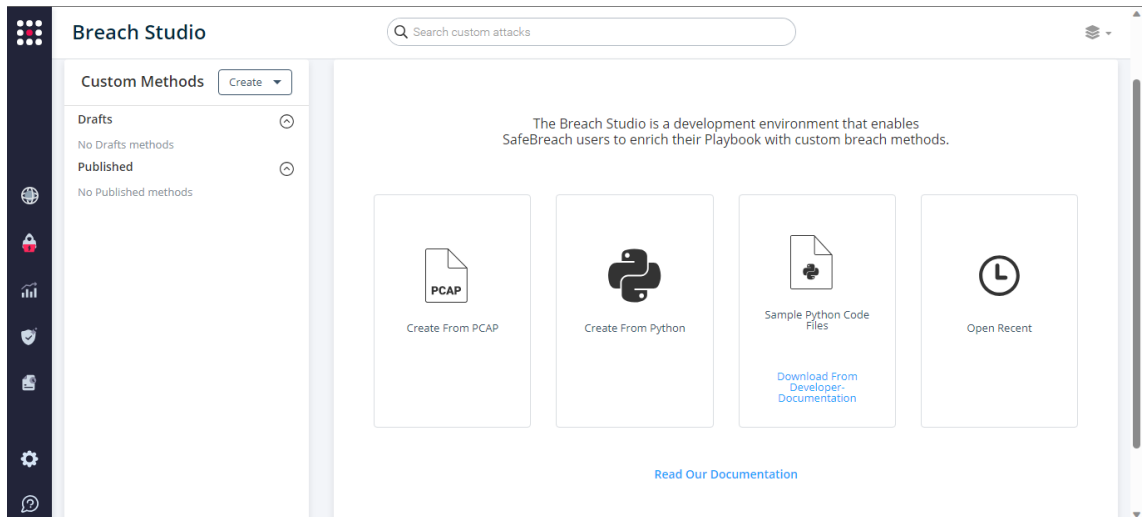 Breach Studio
Search custom attacks
Custom Methods
Create
Drafts
No Drafts methods
Published
No Published methods
The Breach Studio is a development environment that enables
SafeBreach users to enrich their Playbook with custom breach methods.
PCAP
Create From PCAP
Create From Python
Sample Python Code
Files
Download From
Developer-
Documentation
Open Recent
Read Our Documentation